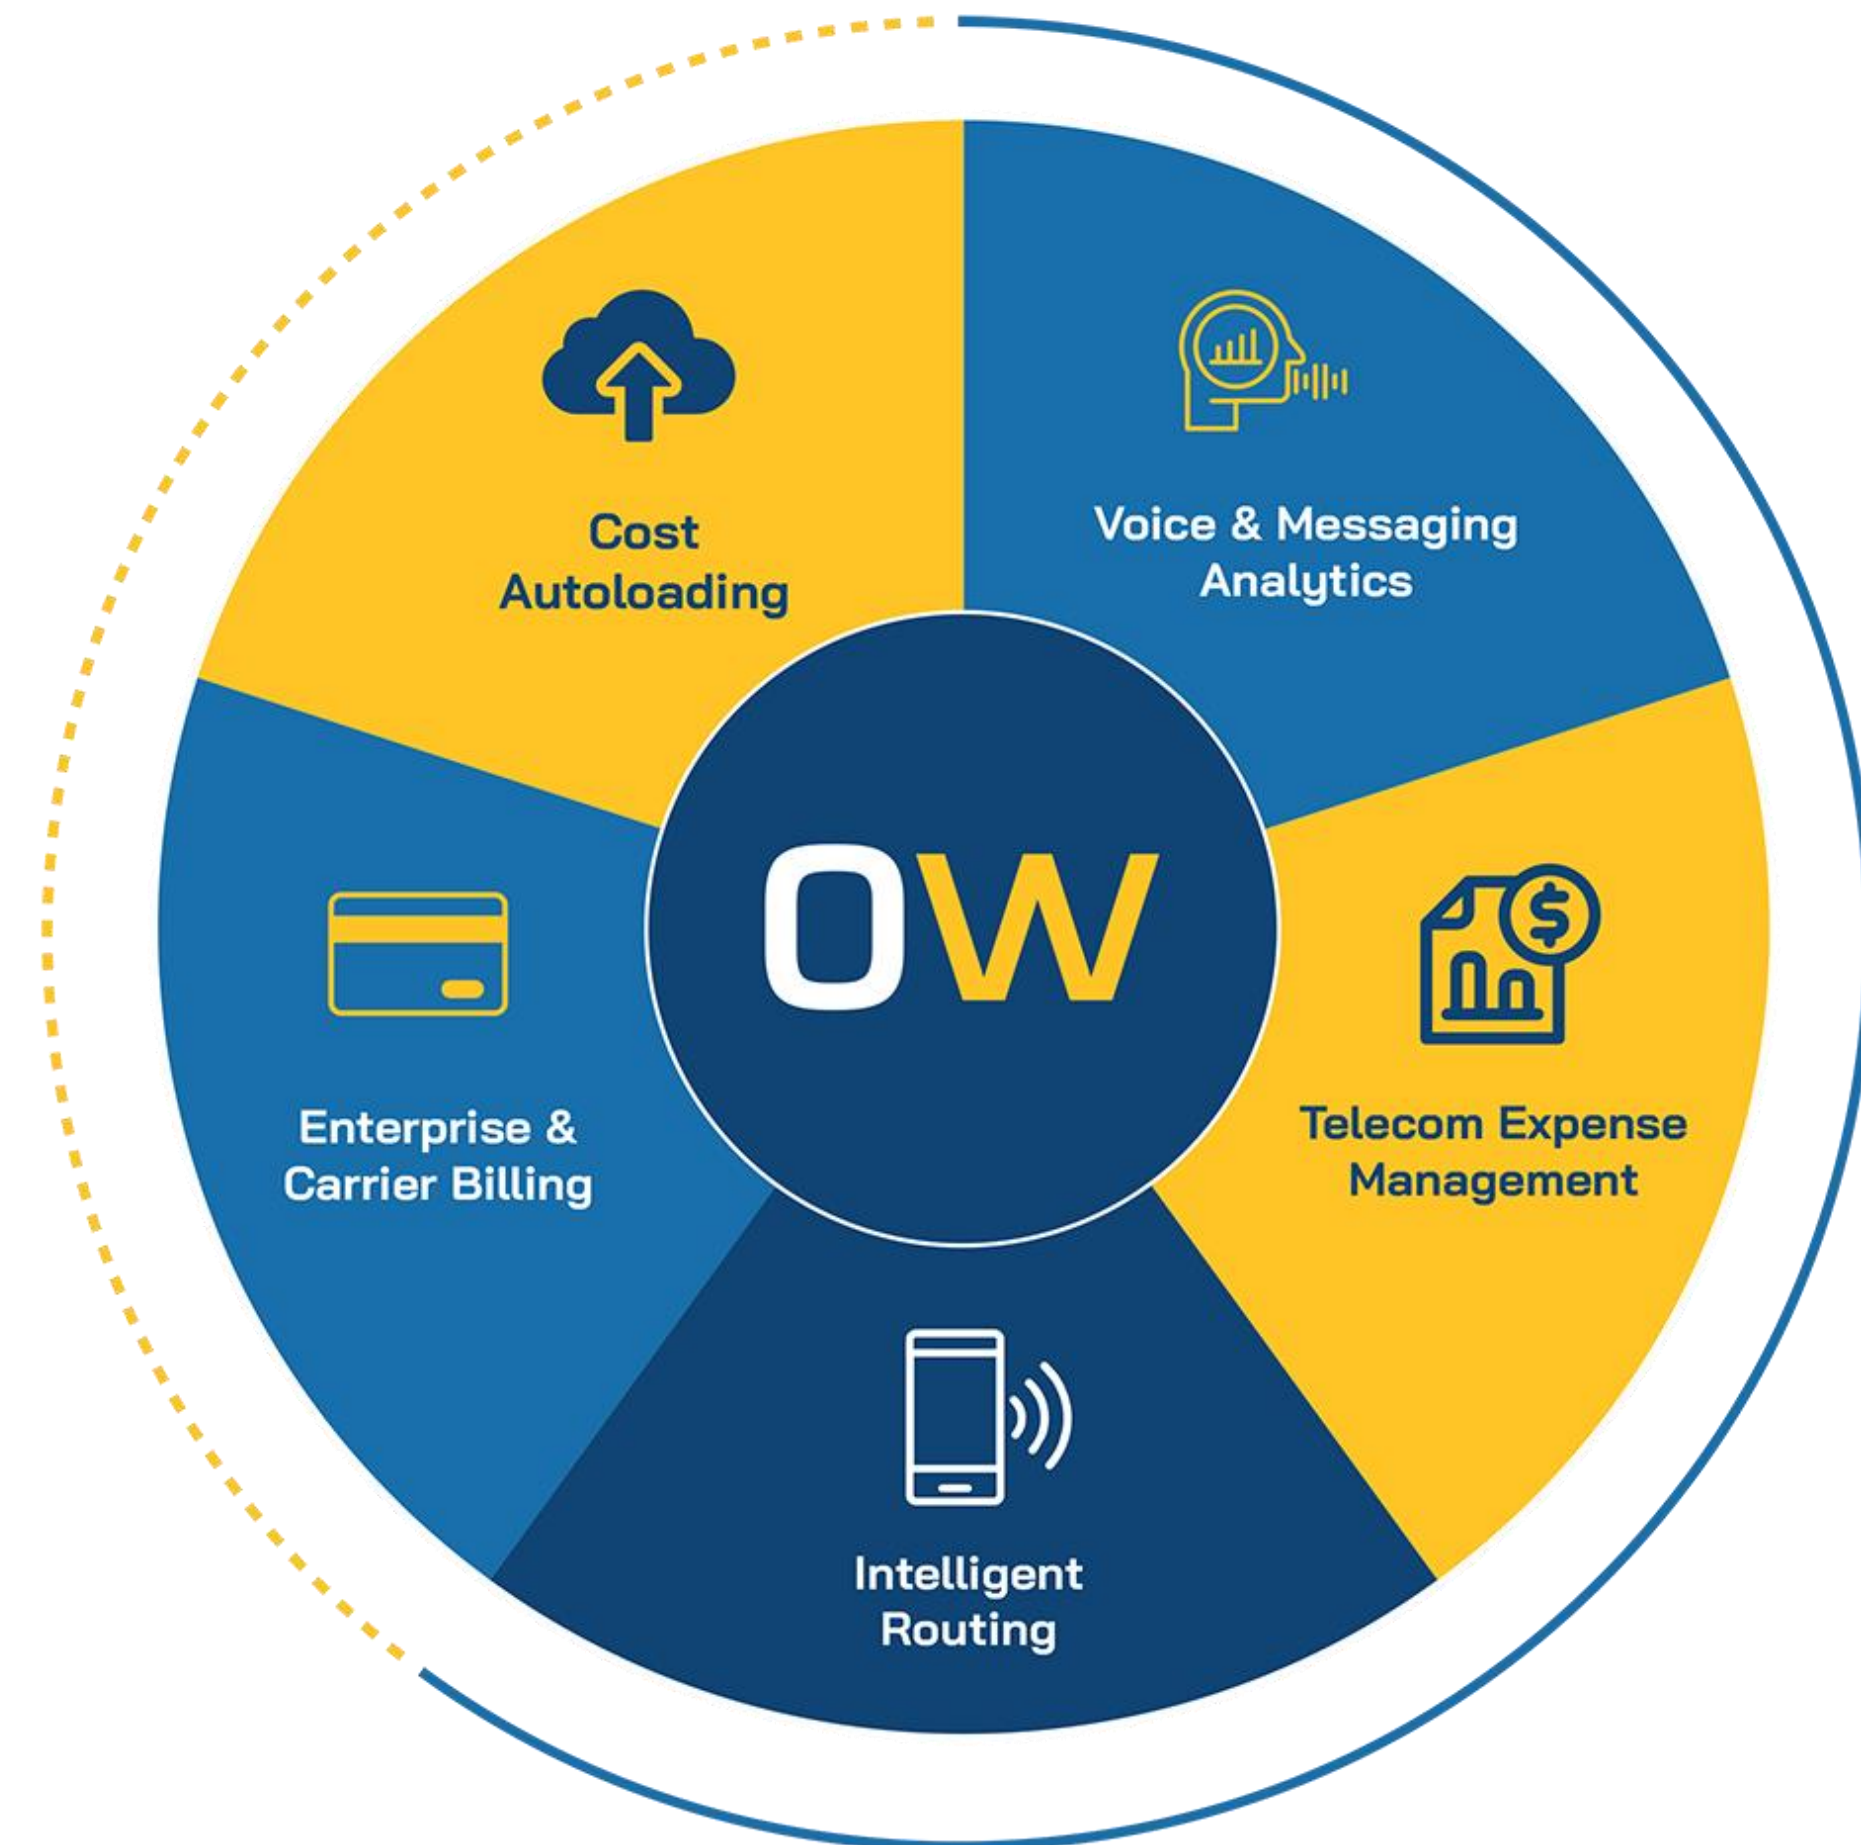 Cost
Autoloading
Voice & Messaging
Analytics
OW
Enterprise &
Carrier Billing
Telecom Expense
Management
$
Intelligent
Routing